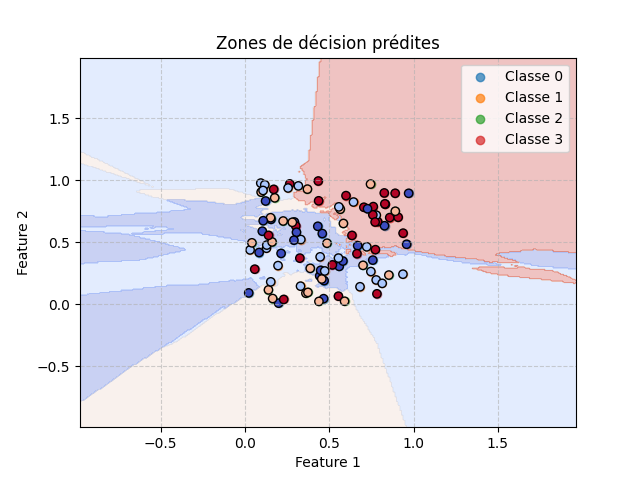 Zones de décision prédites
Classe 0
Classe 1
Classe 2
Classe 3
1.5
1.0
0.5
0.0
−0.5
Feature 2
−0.5
0.0
0.5
1.0
1.5
Feature 1